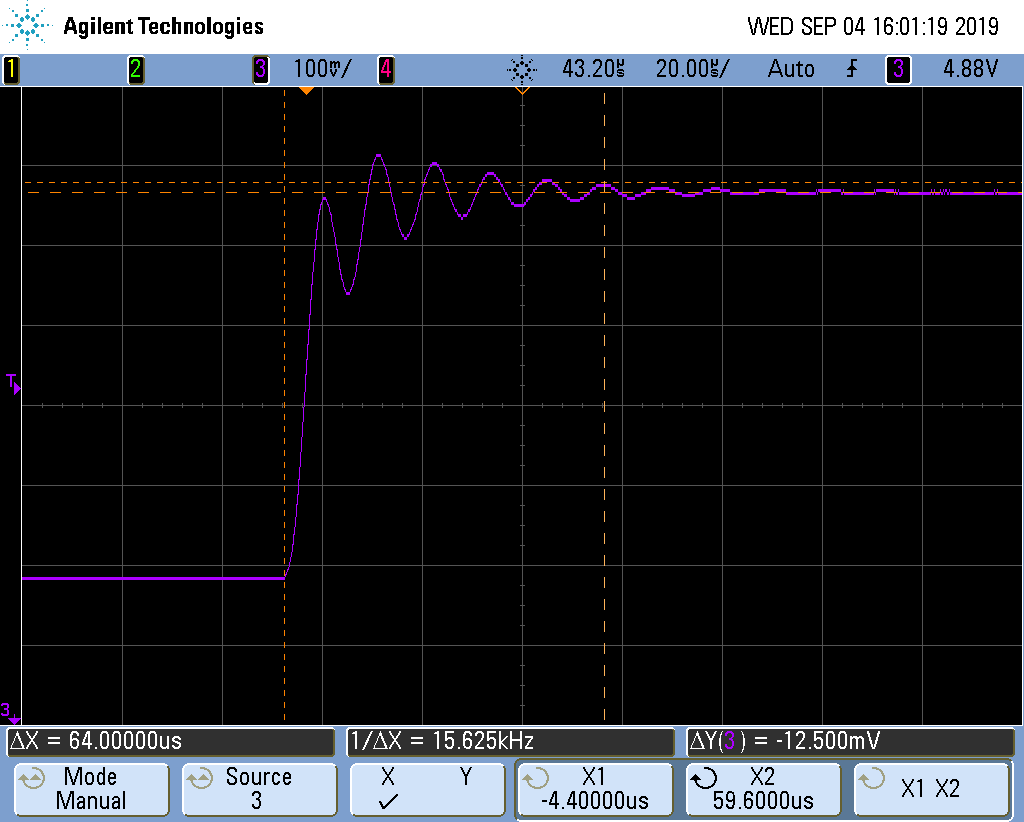 Agilent Technologies WED SEP 04 16:01:19 2019
1 2 3 100mV/ 4 43.20µs 20.00µs/ Auto 3 4.88V
T
3
ΔX = 64.00000us 1/ΔX = 15.625kHz ΔY(3) = -12.500mV
Mode Source X Y X1 X2 X1 X2
Manual 3 -4.40000us 59.6000us